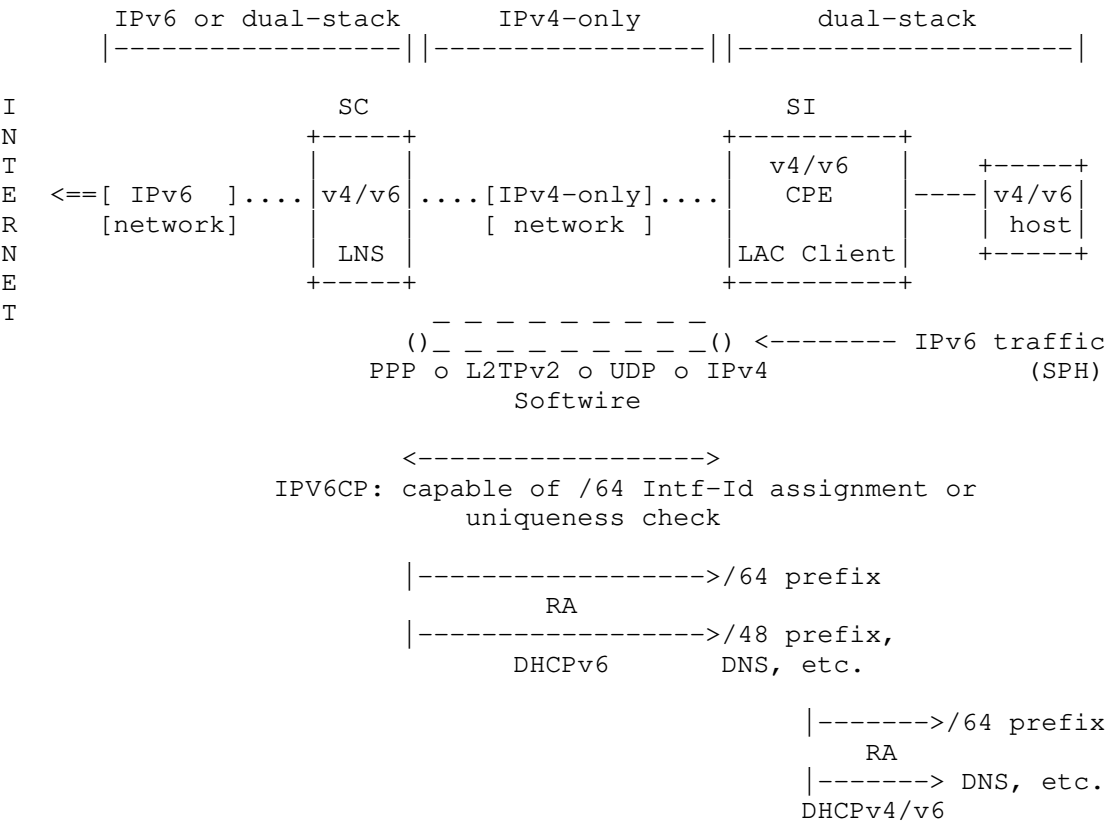 IPv6 or dual-stack IPv4-only dual-stack
|------------------||-----------------||---------------------|
I SC SI
N +-----+ +----------+
T | | | v4/v6 | +-----+
E <==[ IPv6 ]....|v4/v6|....[IPv4-only]....| CPE |----|v4/v6|
R [network] | | [ network ] | | | host|
N | LNS | |LAC Client| +-----+
E +-----+ +----------+
T _ _ _ _ _ _ _ _ _
()_ _ _ _ _ _ _ _ _() <-------- IPv6 traffic
PPP o L2TPv2 o UDP o IPv4 (SPH)
Softwire
<------------------>
IPV6CP: capable of /64 Intf-Id assignment or
uniqueness check
|------------------>/64 prefix
RA
|------------------>/48 prefix,
DHCPv6 DNS, etc.
|------->/64 prefix
RA
|-------> DNS, etc.
DHCPv4/v6